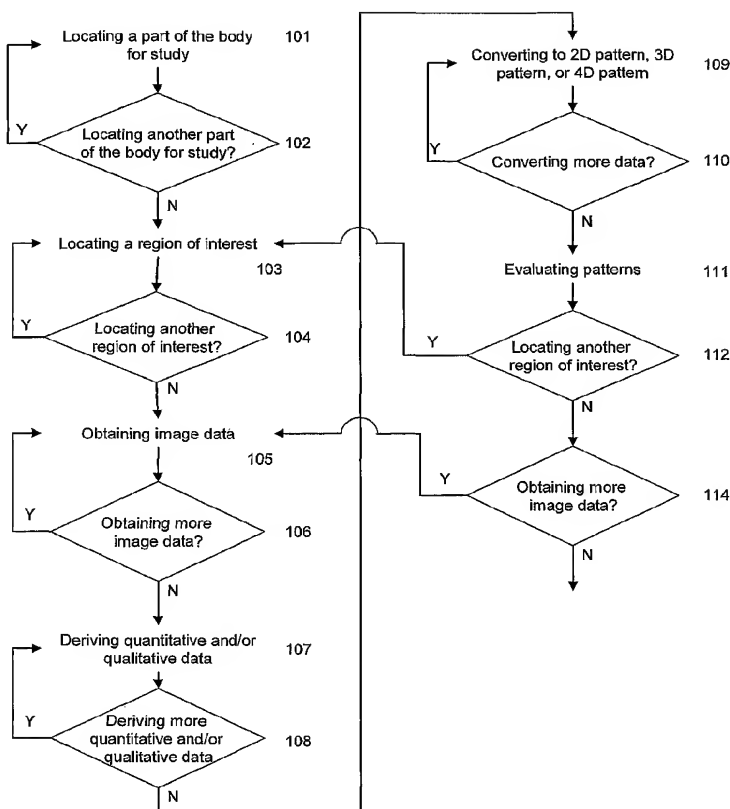 Locating a part of the body
for study
101
Y
Locating another part
of the body for study?
102
N
Locating a region of interest
103
Y
Locating another
region of interest?
104
N
Obtaining image data
105
Y
Obtaining more
image data?
106
N
Deriving quantitative and/or
qualitative data
107
Y
Deriving more
quantitative and/or
qualitative data
108
N
Converting to 2D pattern, 3D
pattern, or 4D pattern
109
Y
Converting more data?
110
N
Evaluating patterns
111
Y
Locating another
region of interest?
112
N
Y
Obtaining more
image data?
114
N